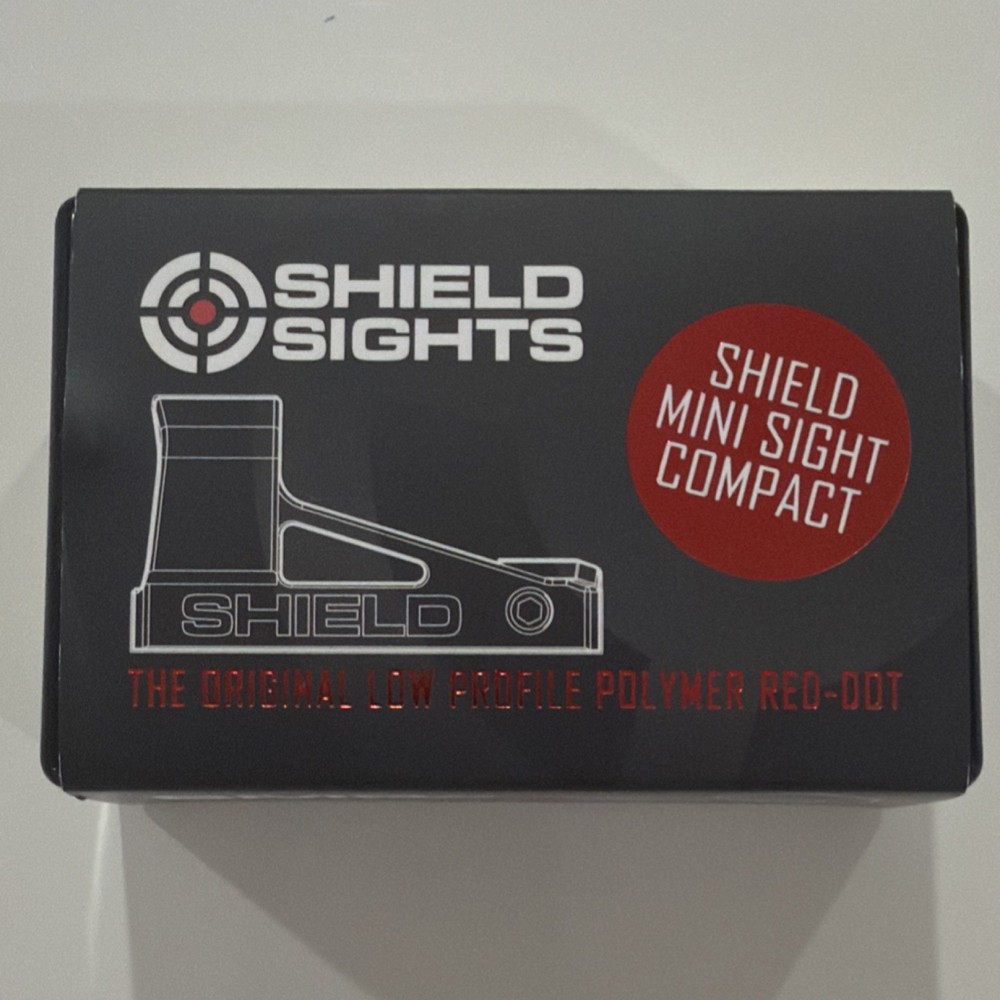 SHIELD
SIGHTS
SHIELD
MINI SIGHT
COMPACT
SHIELD
THE ORIGINAL LOW PROFILE POLYMER RED-DOT